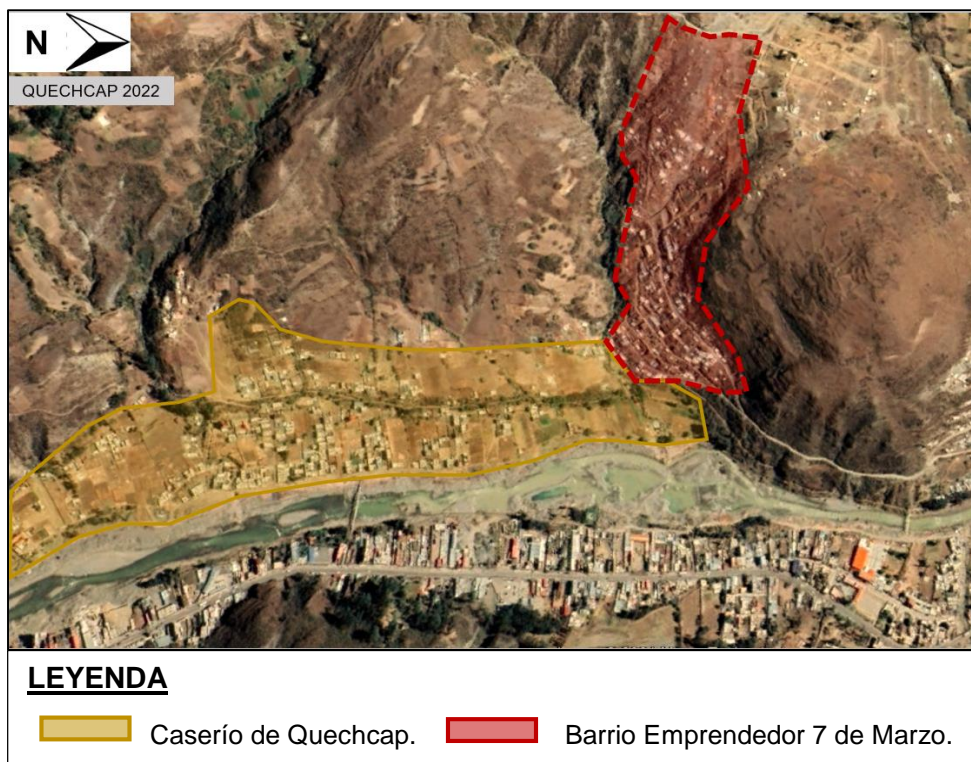 N
QUECHCAP 2022
LEYENDA
Caserío de Quechcap.
Barrio Emprendedor 7 de Marzo.